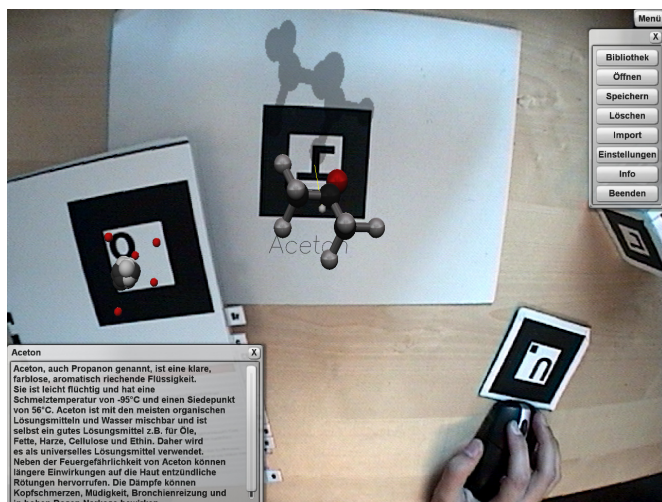 Menü
X
Bibliothek
Öffnen
Speichern
Löschen
Import
Einstellungen
Info
Beenden
Aceton
Aceton X
Aceton, auch Propanon genannt, ist eine klare,
farblose, aromatisch riechende Flüssigkeit.
Sie ist leicht flüchtig und hat eine
Schmelztemperatur von -95°C und einen Siedepunkt
von 56°C. Aceton ist mit den meisten organischen
Lösungsmitteln und Wasser mischbar und ist
selbst ein gutes Lösungsmittel z.B. für Öle,
Fette, Harze, Cellulose und Ethin. Daher wird
es als universelles Lösungsmittel verwendet.
Neben der Feuergefährlichkeit von Aceton können
längere Einwirkungen auf die Haut entzündliche
Rötungen hervorrufen. Die Dämpfe können
Kopfschmerzen, Müdigkeit, Bronchienreizung und